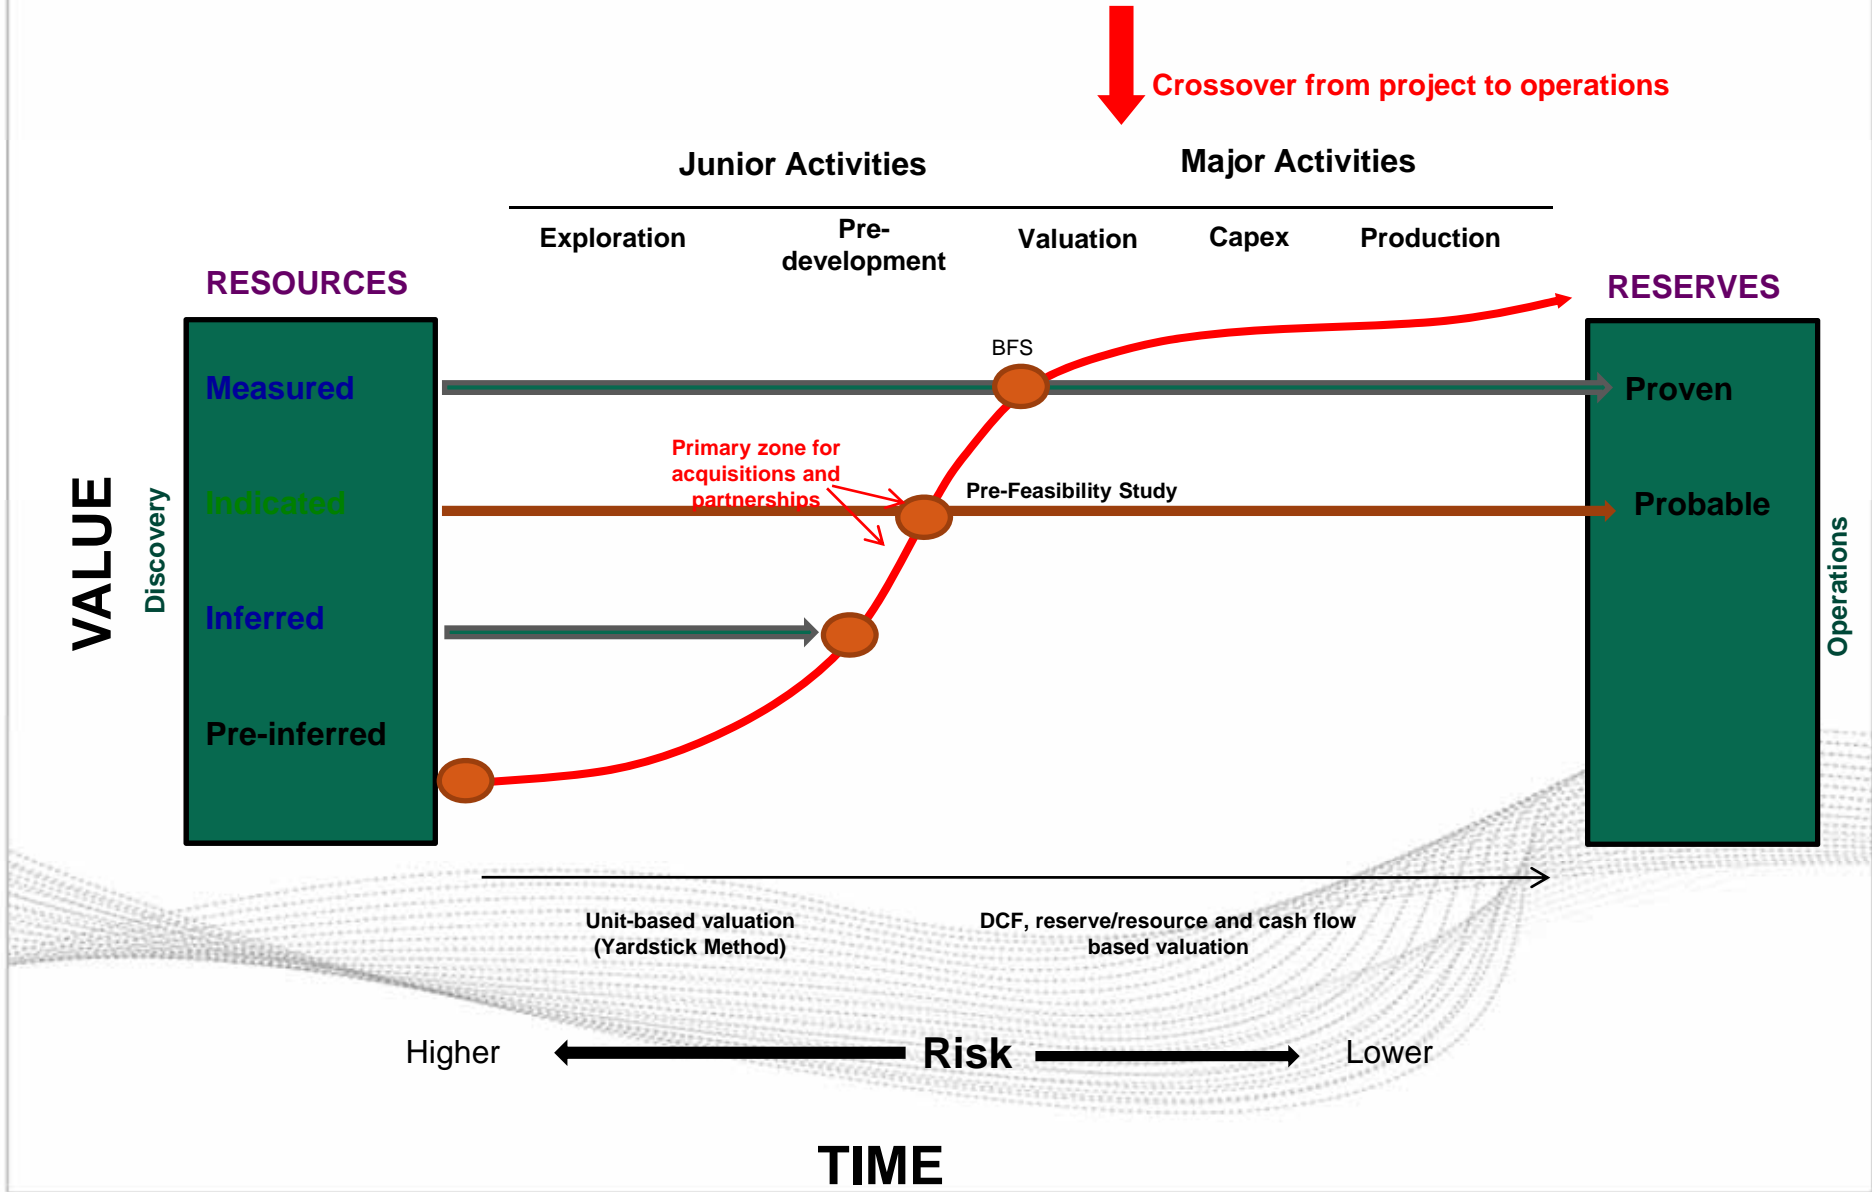 Crossover from project to operations
Junior Activities
Major Activities
Exploration
Pre-
development
Valuation
Capex
Production
RESOURCES
RESERVES
BFS
Measured
Proven
Primary zone for
acquisitions and
partnerships
Pre-Feasibility Study
Indicated
Probable
VALUE
Discovery
Operations
Inferred
Pre-inferred
Unit-based valuation
(Yardstick Method)
DCF, reserve/resource and cash flow
based valuation
Higher
Risk
Lower
TIME